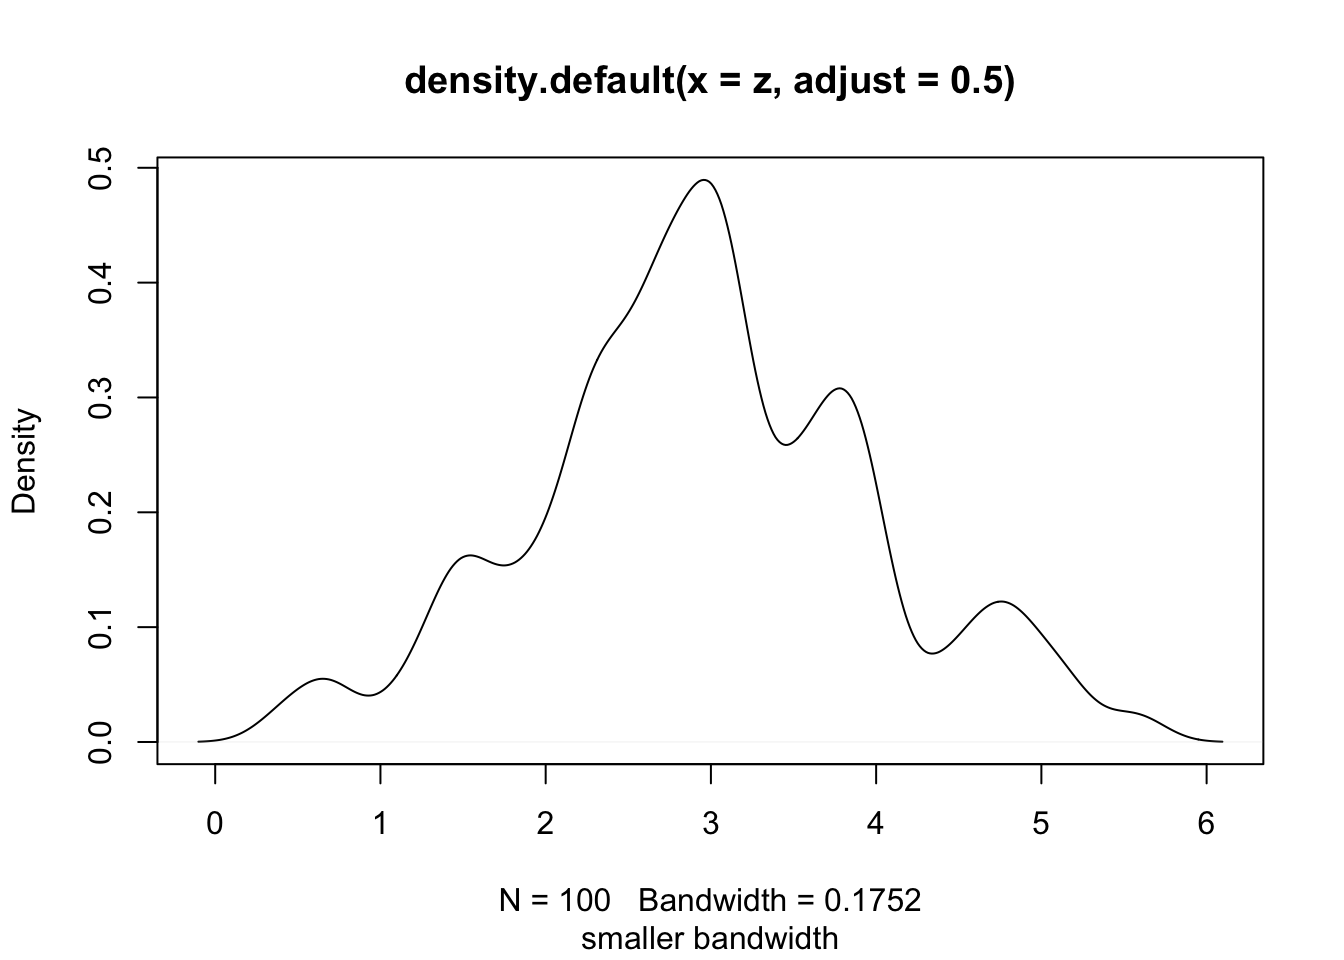 density.default(x = z, adjust = 0.5)
Density
0.5
0.4
0.3
0.2
0.1
0.0
0 1 2 3 4 5 6
N = 100 Bandwidth = 0.1752
smaller bandwidth